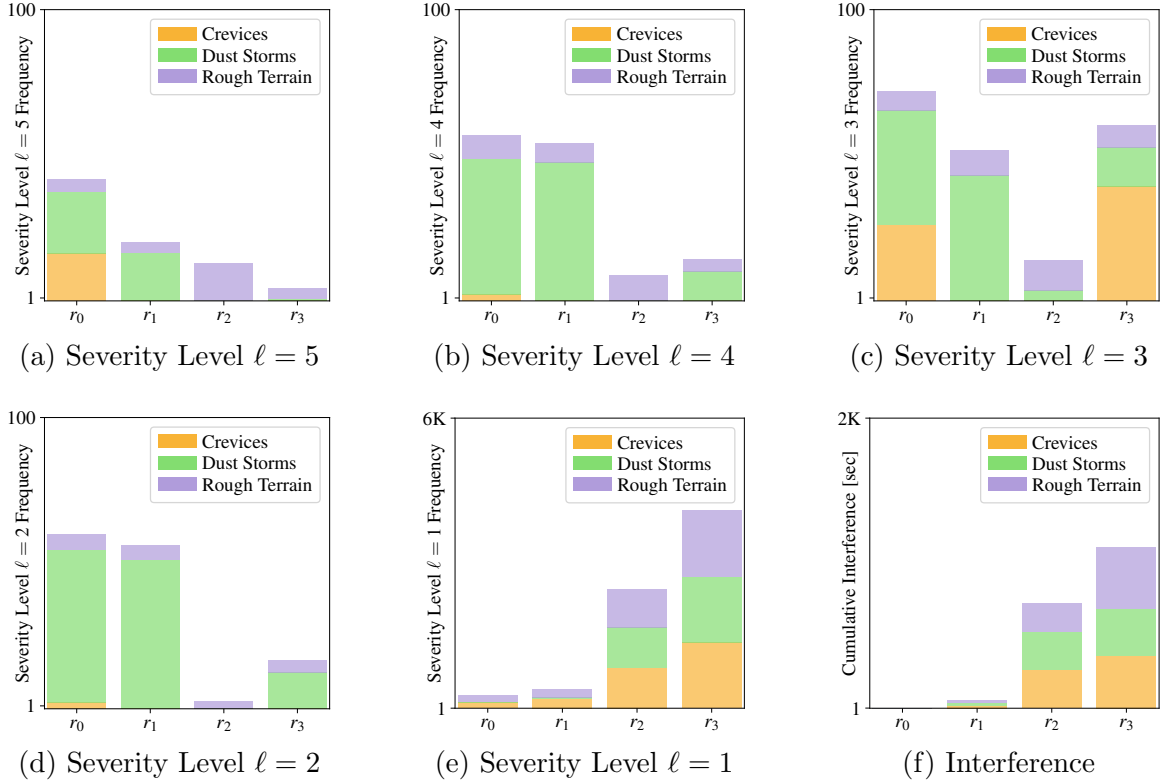 100
Severity Level ℓ = 5 Frequency
1
Crevices
Dust Storms
Rough Terrain
r0 r1 r2 r3
(a) Severity Level ℓ = 5
100
Severity Level ℓ = 4 Frequency
1
Crevices
Dust Storms
Rough Terrain
r0 r1 r2 r3
(b) Severity Level ℓ = 4
100
Severity Level ℓ = 3 Frequency
1
Crevices
Dust Storms
Rough Terrain
r0 r1 r2 r3
(c) Severity Level ℓ = 3
100
Severity Level ℓ = 2 Frequency
1
Crevices
Dust Storms
Rough Terrain
r0 r1 r2 r3
(d) Severity Level ℓ = 2
6K
Severity Level ℓ = 1 Frequency
1
Crevices
Dust Storms
Rough Terrain
r0 r1 r2 r3
(e) Severity Level ℓ = 1
2K
Cumulative Interference [sec]
1
Crevices
Dust Storms
Rough Terrain
r0 r1 r2 r3
(f) Interference